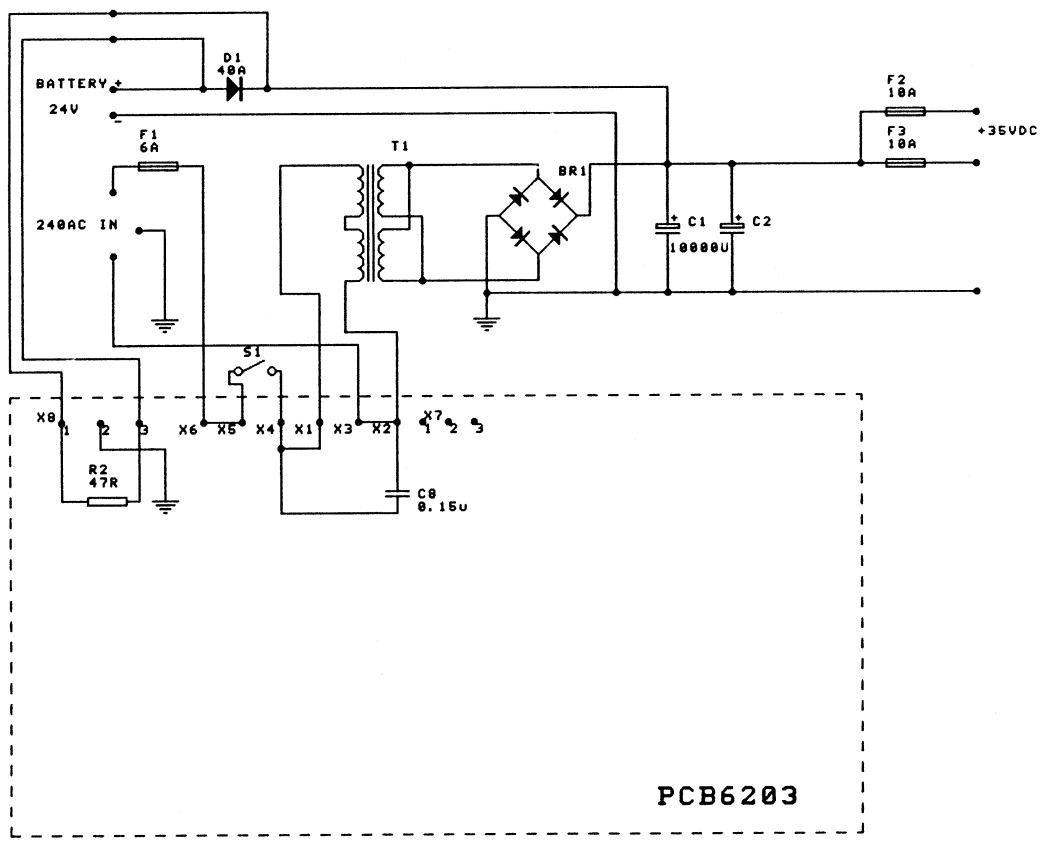 D1
40A
BATTERY +
24V
-
F1
6A
T1
BR1
F2
10A
F3
10A
+35VDC
240AC IN
+ C1
10000U
+ C2
S1
X8
1 2 3
X6 X5 X4 X1 X3 X2
X7
1 2 3
R2
47R
C8
0.15u
PCB6203